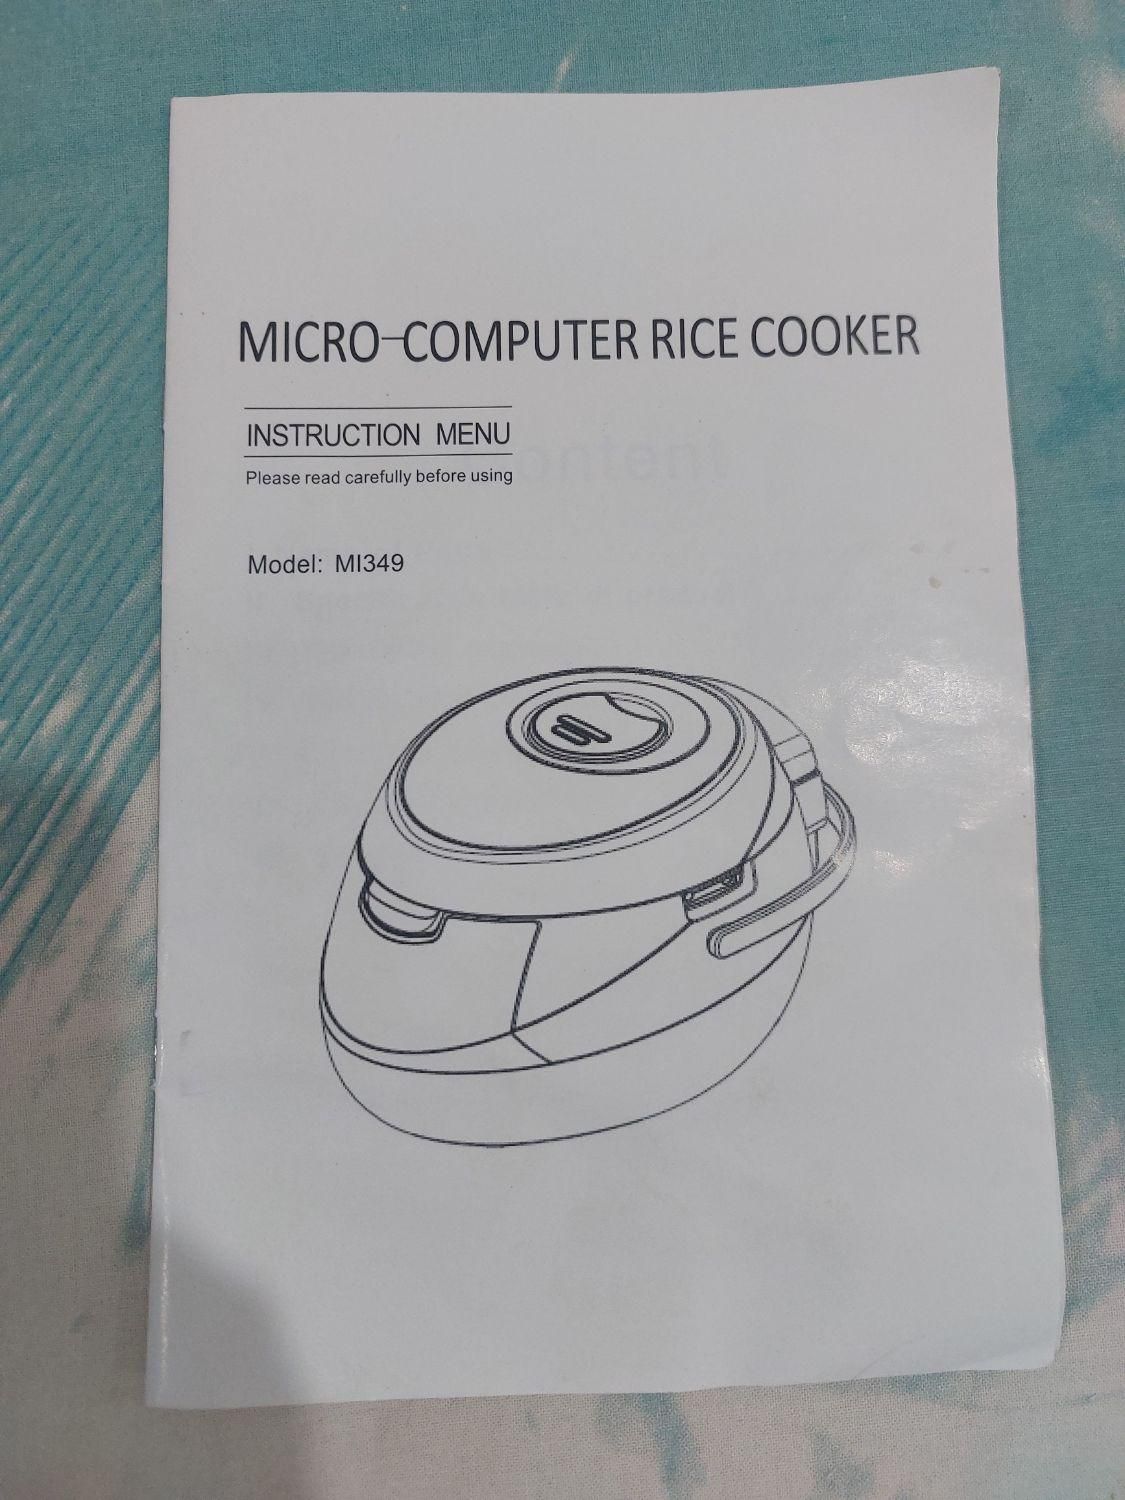 MICRO-COMPUTER RICE COOKER
INSTRUCTION MENU
Please read carefully before using
Model: MI349